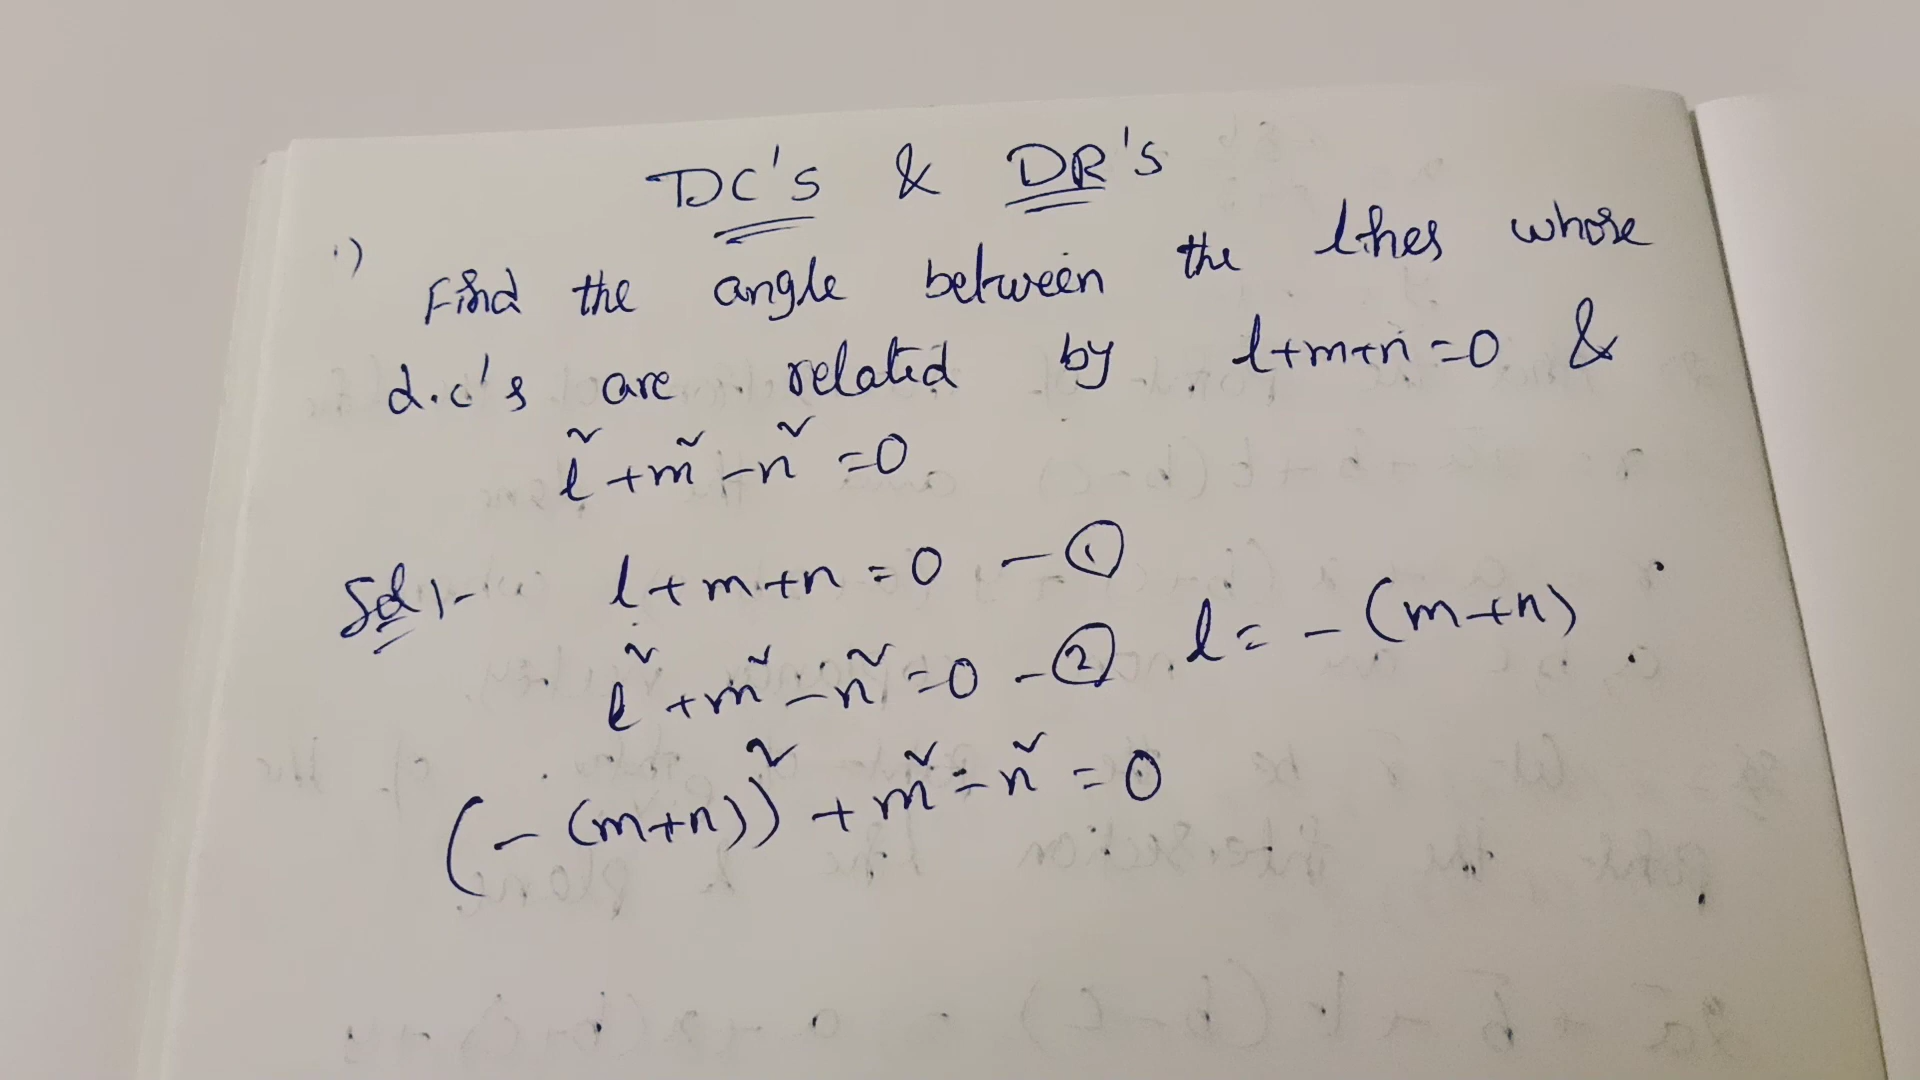 DC's & DR's
1) Find the angle between the lines whose
d.c's are related by l+m+n=0 &
l²+m²-n²=0
Sol:- l+m+n=0 -①
l²+m²-n²=0 -② l=-(m+n)
(-(m+n))²+m²-n²=0